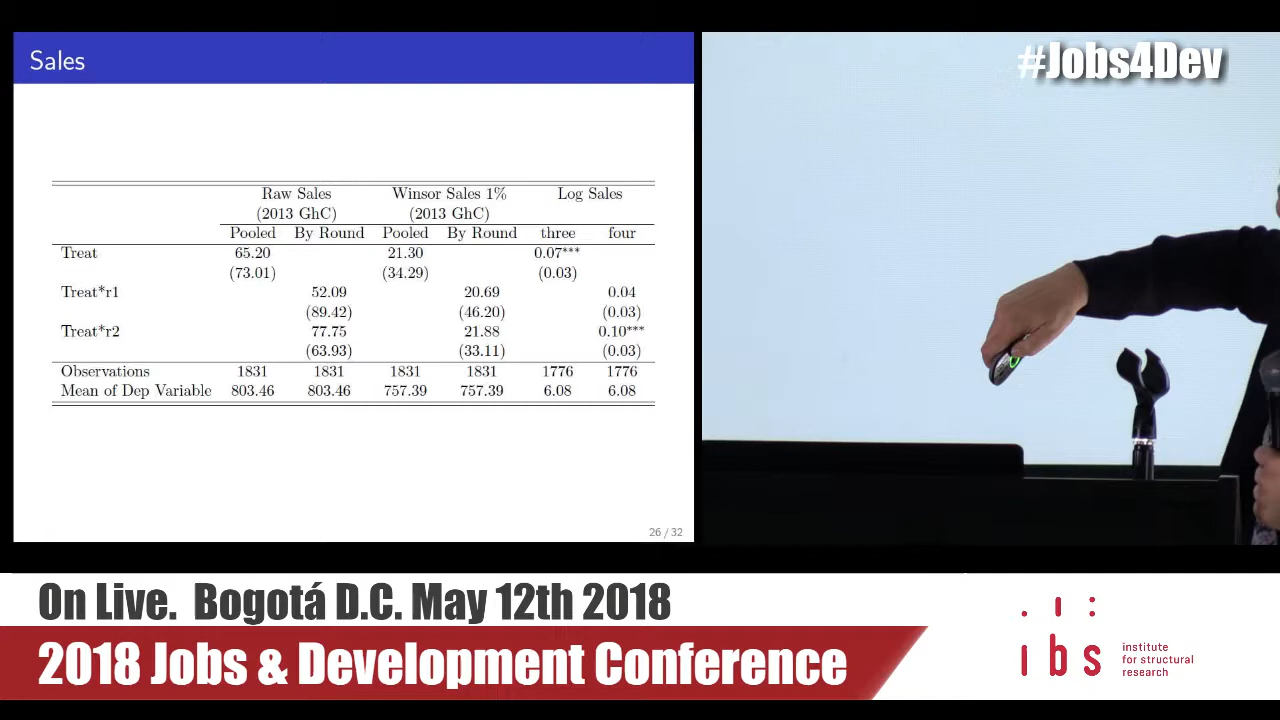 Sales
#Jobs4Dev
Raw Sales Winsor Sales 1% Log Sales
(2013 GhC) (2013 GhC)
Pooled By Round Pooled By Round three four
Treat 65.20 21.30 0.07***
(73.01) (34.29) (0.03)
Treat*r1 52.09 20.69 0.04
(89.42) (46.20) (0.03)
Treat*r2 77.75 21.88 0.10***
(63.93) (33.11) (0.03)
Observations 1831 1831 1831 1831 1776 1776
Mean of Dep Variable 803.46 803.46 757.39 757.39 6.08 6.08
26 / 32
On Live. Bogotá D.C. May 12th 2018
2018 Jobs & Development Conference
ibs
institute
for structural
research